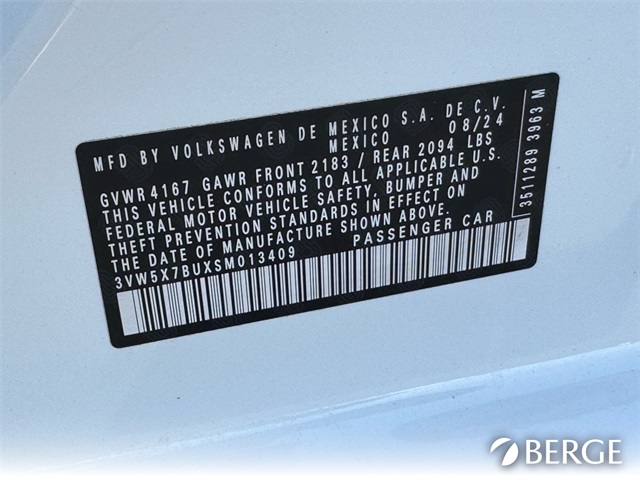 MFD BY VOLKSWAGEN DE MEXICO S.A. DE C.V.
MEXICO 08/24
GVWR 4167 GAWR FRONT 2183 / REAR 2094 LBS
THIS VEHICLE CONFORMS TO ALL APPLICABLE U.S.
FEDERAL MOTOR VEHICLE SAFETY, BUMPER AND
THEFT PREVENTION STANDARDS IN EFFECT ON
THE DATE OF MANUFACTURE SHOWN ABOVE.
3VW5X7BUXSM013409 PASSENGER CAR
3511289 3963 M
BERGE